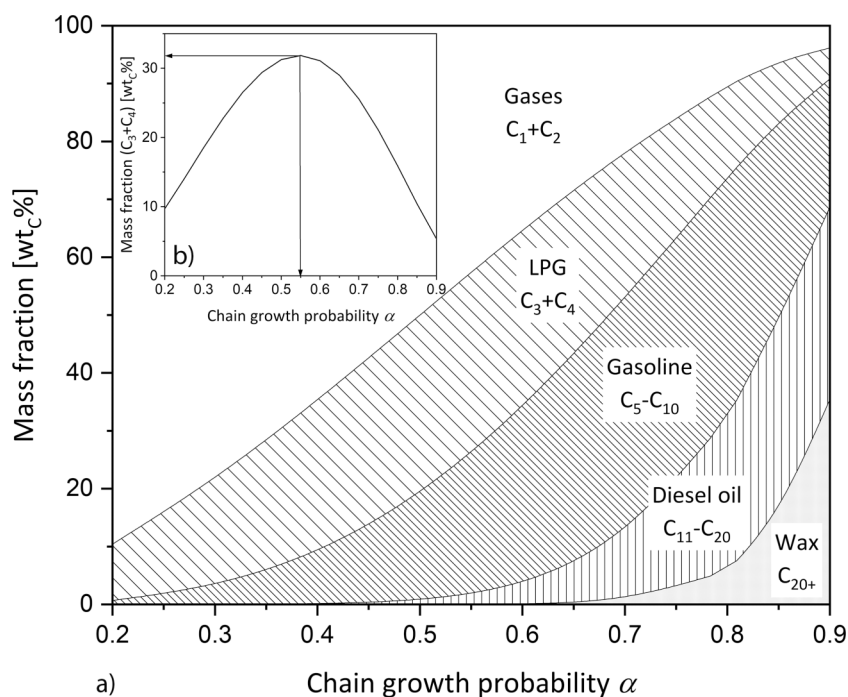 100
80
60
40
20
0
Mass fraction [wt_C%]
0.2 0.3 0.4 0.5 0.6 0.7 0.8 0.9
Chain growth probability α
a)
30
20
10
0
Mass fraction (C₃+C₄) [wt_C%]
b)
0.2 0.3 0.4 0.5 0.6 0.7 0.8 0.9
Chain growth probability α
Gases
C₁+C₂
LPG
C₃+C₄
Gasoline
C₅-C₁₀
Diesel oil
C₁₁-C₂₀
Wax
C₂₀₊